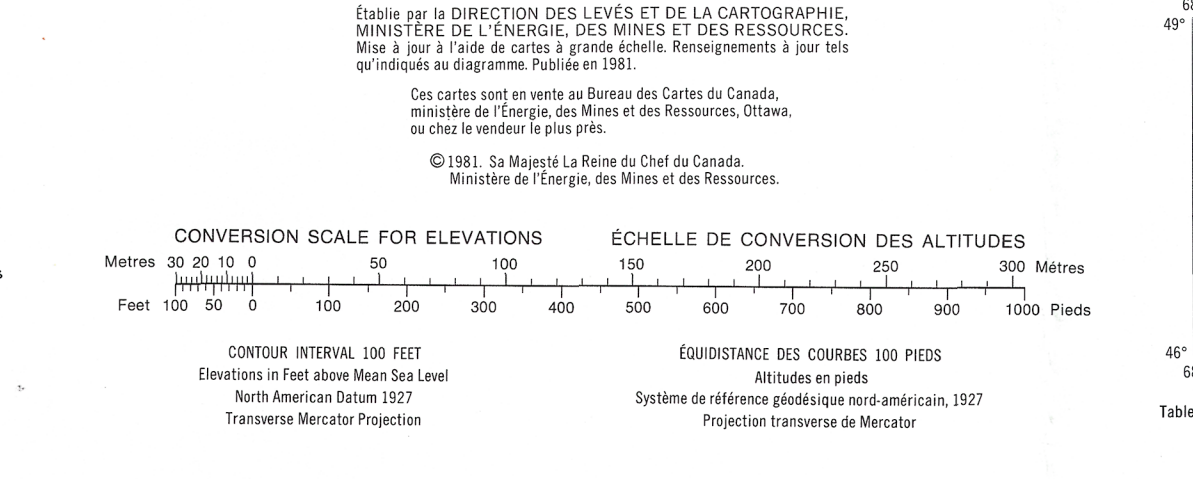 Établie par la DIRECTION DES LEVÉS ET DE LA CARTOGRAPHIE,
MINISTÈRE DE L'ÉNERGIE, DES MINES ET DES RESSOURCES.
Mise à jour à l'aide de cartes à grande échelle. Renseignements à jour tels
qu'indiqués au diagramme. Publiée en 1981.
Ces cartes sont en vente au Bureau des Cartes du Canada,
ministère de l'Énergie, des Mines et des Ressources, Ottawa,
ou chez le vendeur le plus près.
©1981. Sa Majesté La Reine du Chef du Canada.
Ministère de l'Énergie, des Mines et des Ressources.
49°
CONVERSION SCALE FOR ELEVATIONS ÉCHELLE DE CONVERSION DES ALTITUDES
Metres 30 20 10 0 50 100 150 200 250 300 Métres
Feet 100 50 0 100 200 300 400 500 600 700 800 900 1000 Pieds
CONTOUR INTERVAL 100 FEET
Elevations in Feet above Mean Sea Level
North American Datum 1927
Transverse Mercator Projection
ÉQUIDISTANCE DES COURBES 100 PIEDS
Altitudes en pieds
Système de référence géodésique nord-américain, 1927
Projection transverse de Mercator
46°
Table